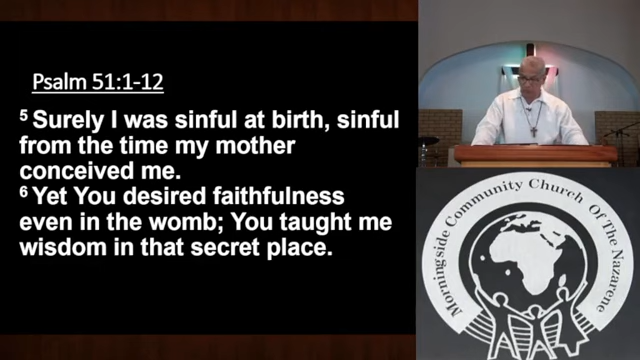 Psalm 51:1-12
5 Surely I was sinful at birth, sinful
from the time my mother
conceived me.
6 Yet You desired faithfulness
even in the womb; You taught me
wisdom in that secret place.
Morningside Community Church Of The Nazarene